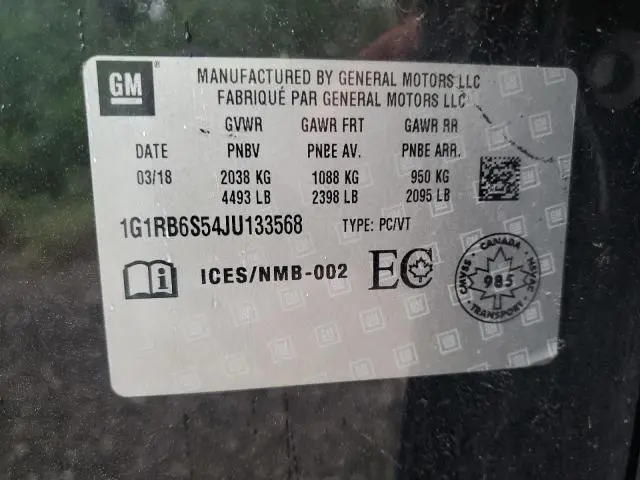 GM ®
MANUFACTURED BY GENERAL MOTORS LLC
FABRIQUÉ PAR GENERAL MOTORS LLC
GVWR GAWR FRT GAWR RR
DATE PNBV PNBE AV. PNBE ARR.
03/18 2038 KG 1088 KG 950 KG
4493 LB 2398 LB 2095 LB
1G1RB6S54JU133568 TYPE: PC/VT
i ICES/NMB-002 EC
CANADA
CMVSS NSVAC
985
TRANSPORT